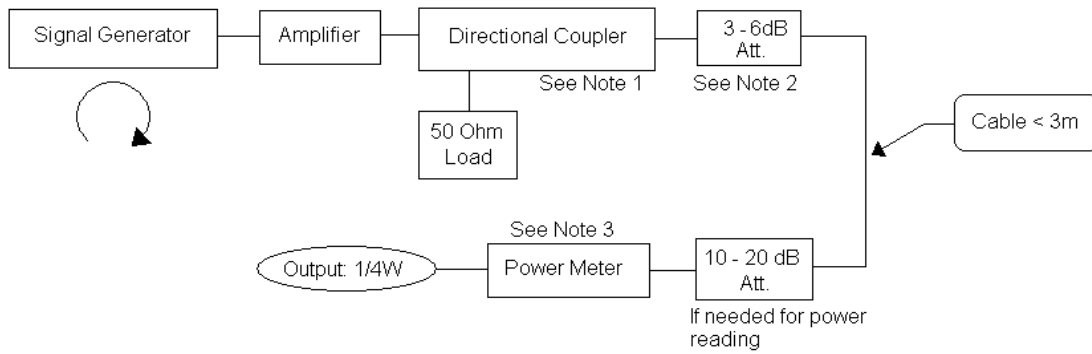 Signal Generator
Amplifier
Directional Coupler
3 - 6dB
Att.
See Note 1
See Note 2
50 Ohm
Load
Cable < 3m
See Note 3
Output: 1/4W
Power Meter
10 - 20 dB
Att.
If needed for power
reading